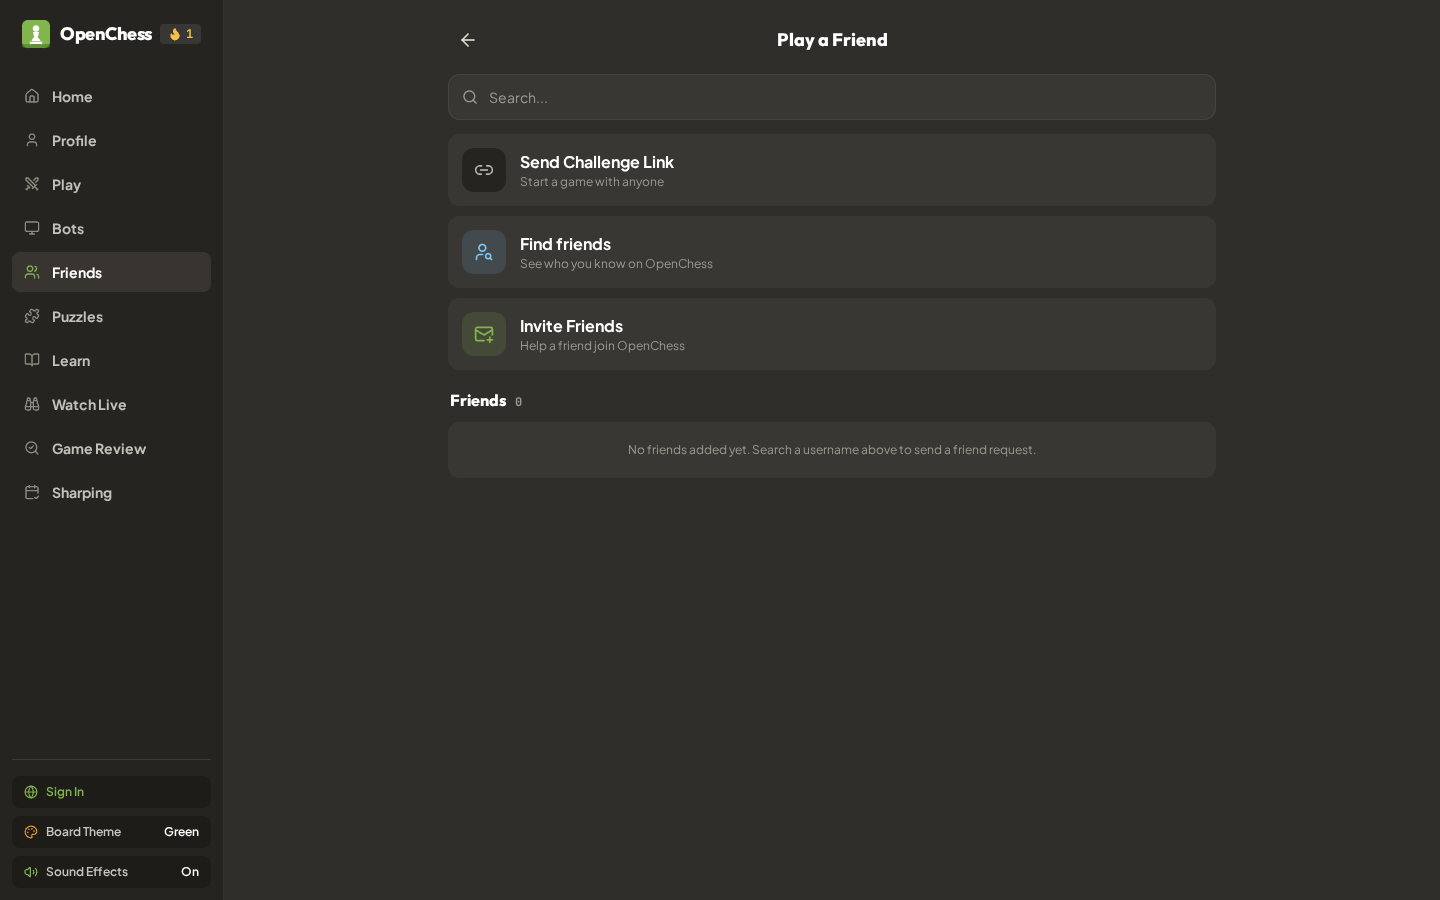 OpenChess
1
Home
Profile
Play
Bots
Friends
Puzzles
Learn
Watch Live
Game Review
Sharping
Sign In
Board Theme Green
Sound Effects On
Play a Friend
Search...
Send Challenge Link
Start a game with anyone
Find friends
See who you know on OpenChess
Invite Friends
Help a friend join OpenChess
Friends 0
No friends added yet. Search a username above to send a friend request.